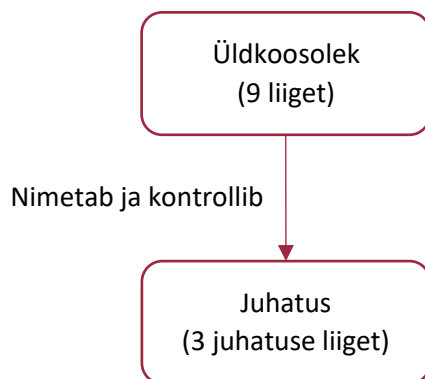 Üldkoosolek
(9 liiget)
Nimetab ja kontrollib
Juhatus
(3 juhatuse liiget)